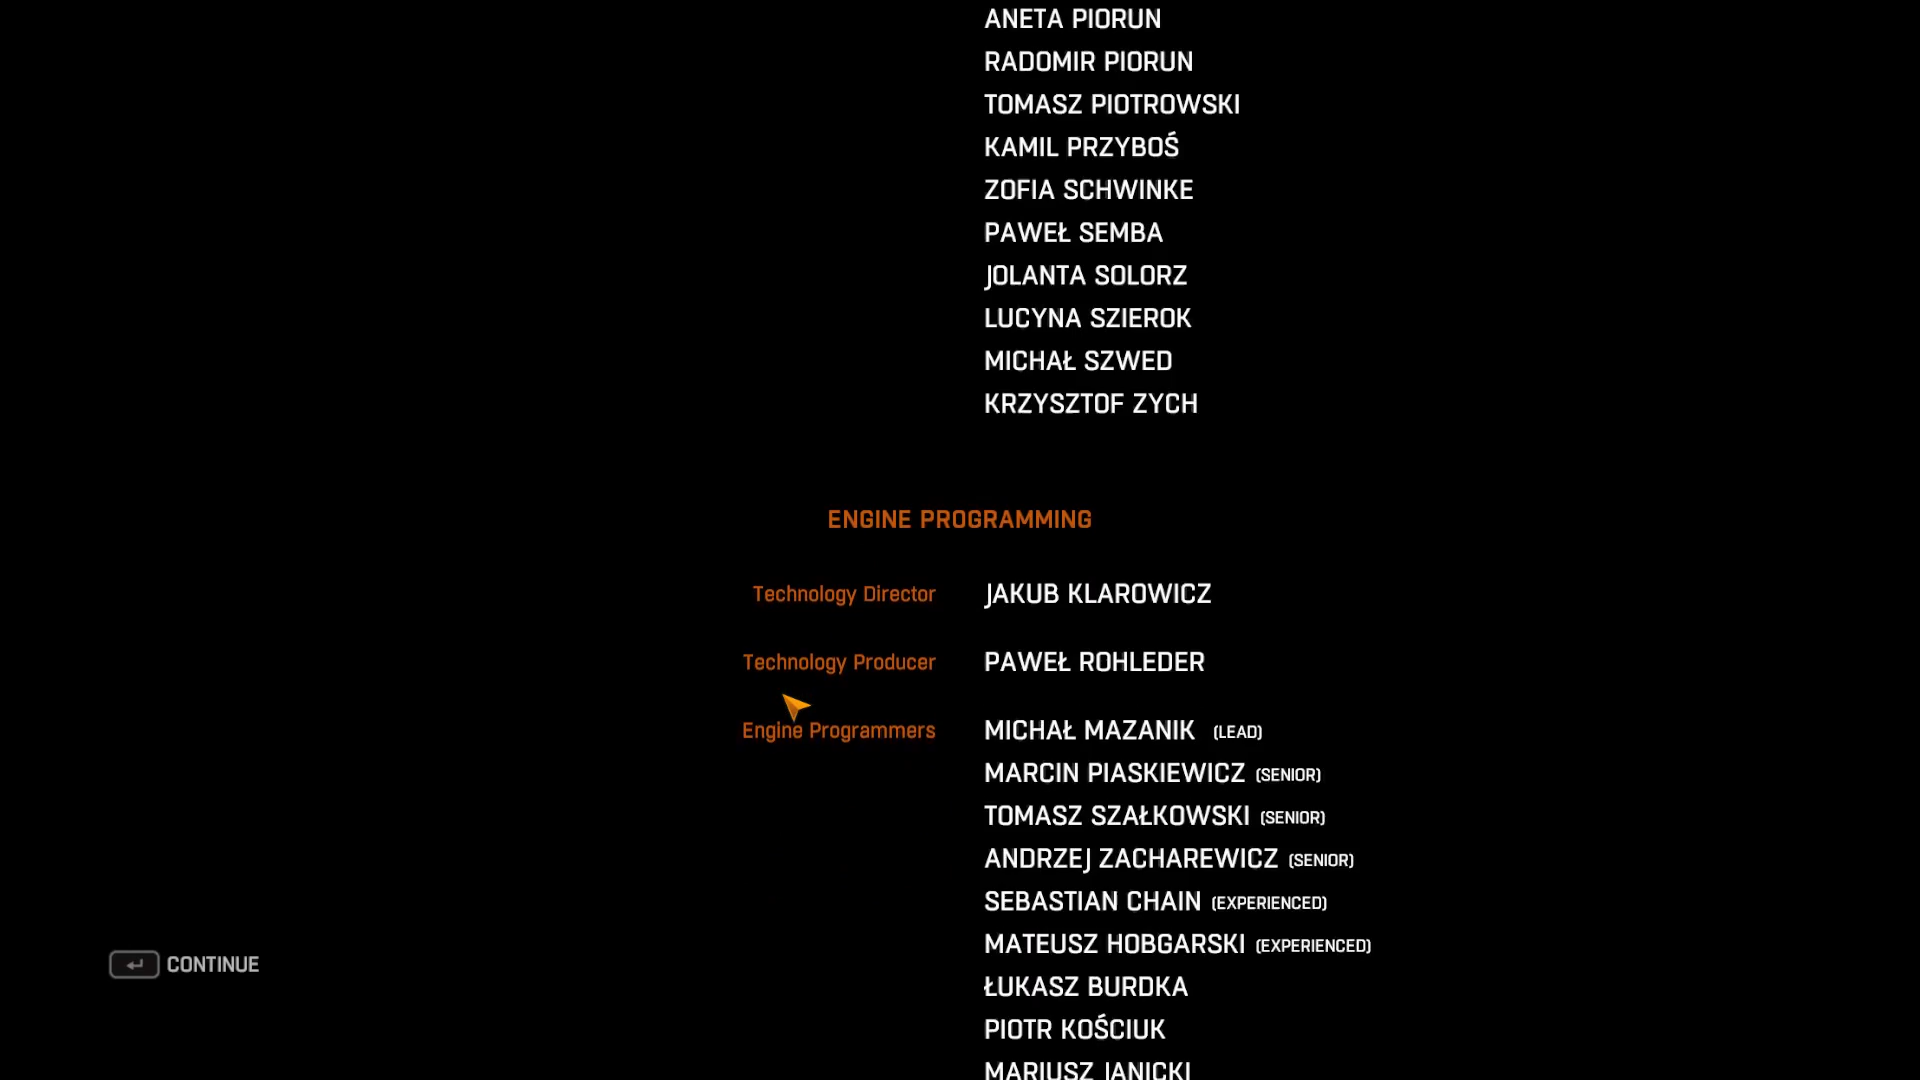 ANETA PIORUN
RADOMIR PIORUN
TOMASZ PIOTROWSKI
KAMIL PRZYBOŚ
ZOFIA SCHWINKE
PAWEŁ SEMBA
JOLANTA SOLORZ
LUCYNA SZIEROK
MICHAŁ SZWED
KRZYSZTOF ZYCH
ENGINE PROGRAMMING
Technology Director JAKUB KLAROWICZ
Technology Producer PAWEŁ ROHLEDER
Engine Programmers MICHAŁ MAZANIK (LEAD)
MARCIN PIASKIEWICZ (SENIOR)
TOMASZ SZAŁKOWSKI (SENIOR)
ANDRZEJ ZACHAREWICZ (SENIOR)
SEBASTIAN CHAIN (EXPERIENCED)
MATEUSZ HOBGARSKI (EXPERIENCED)
CONTINUE
ŁUKASZ BURDKA
PIOTR KOŚCIUK
MARIUSZ JANICKI